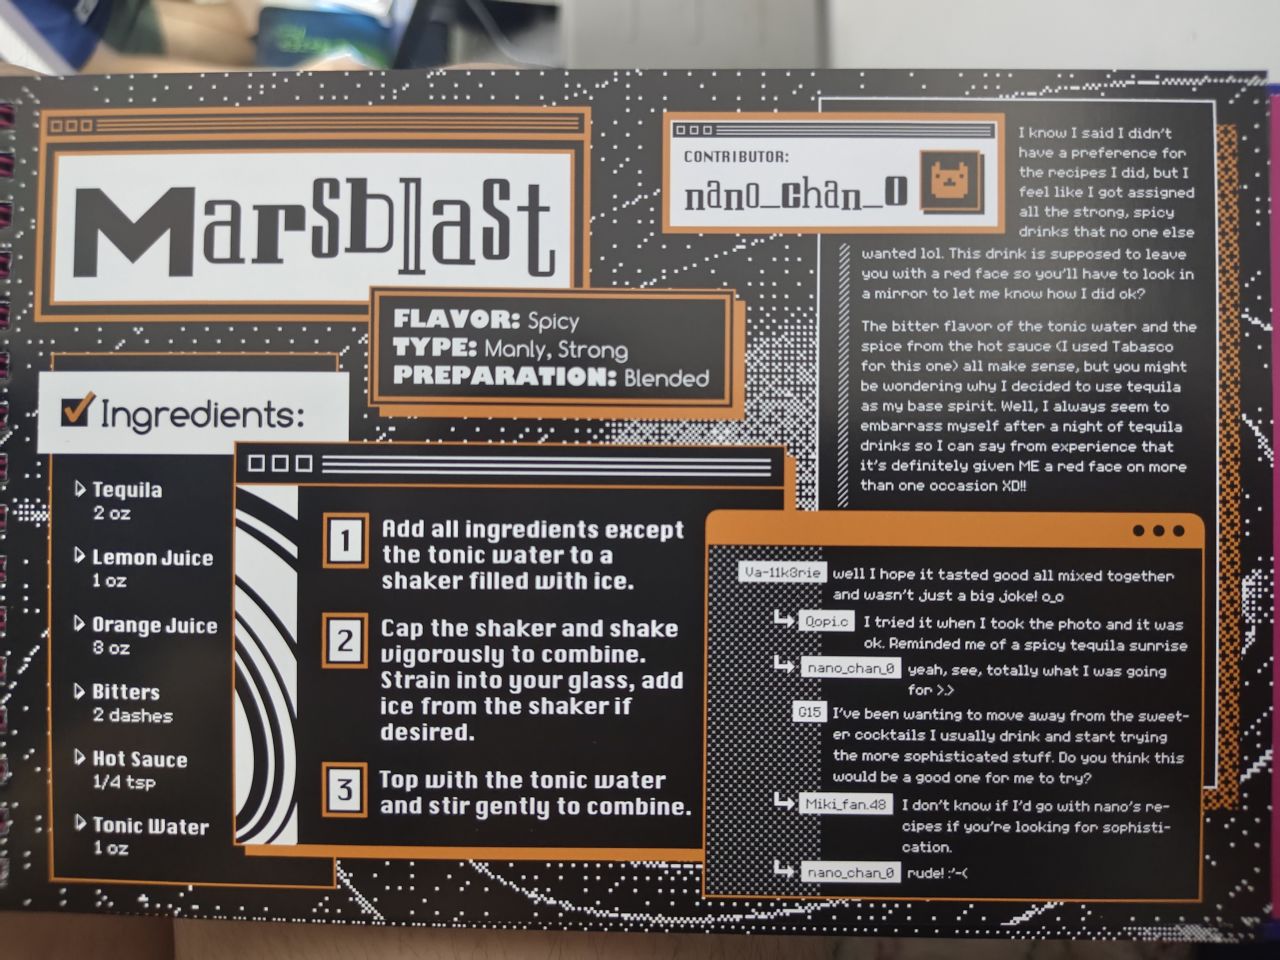 Marsblast
FLAVOR: Spicy
TYPE: Manly, Strong
PREPARATION: Blended
CONTRIBUTOR:
nano_chan_0
I know I said I didn't
have a preference for
the recipes I did, but I
feel like I got assigned
all the strong, spicy
drinks that no one else
wanted lol. This drink is supposed to leave
you with a red face so you'll have to look in
a mirror to let me know how I did ok?
The bitter flavor of the tonic water and the
spice from the hot sauce (I used Tabasco
for this one) all make sense, but you might
be wondering why I decided to use tequila
as my base spirit. Well, I always seem to
embarrass myself after a night of tequila
drinks so I can say from experience that
it's definitely given ME a red face on more
than one occasion XD!!
Ingredients:
Tequila
2 oz
Lemon Juice
1 oz
Orange Juice
3 oz
Bitters
2 dashes
Hot Sauce
1/4 tsp
Tonic Water
1 oz
1 Add all ingredients except
the tonic water to a
shaker filled with ice.
2 Cap the shaker and shake
vigorously to combine.
Strain into your glass, add
ice from the shaker if
desired.
3 Top with the tonic water
and stir gently to combine.
Va-11k3rie well I hope it tasted good all mixed together
and wasn't just a big joke! o_o
Qopi.c I tried it when I took the photo and it was
ok. Reminded me of a spicy tequila sunrise
nano_chan_0 yeah, see, totally what I was going
for >.>
G15 I've been wanting to move away from the sweet-
er cocktails I usually drink and start trying
the more sophisticated stuff. Do you think this
would be a good one for me to try?
Miki_fan.48 I don't know if I'd go with nano's re-
cipes if you're looking for sophisti-
cation.
nano_chan_0 rude! :'-(